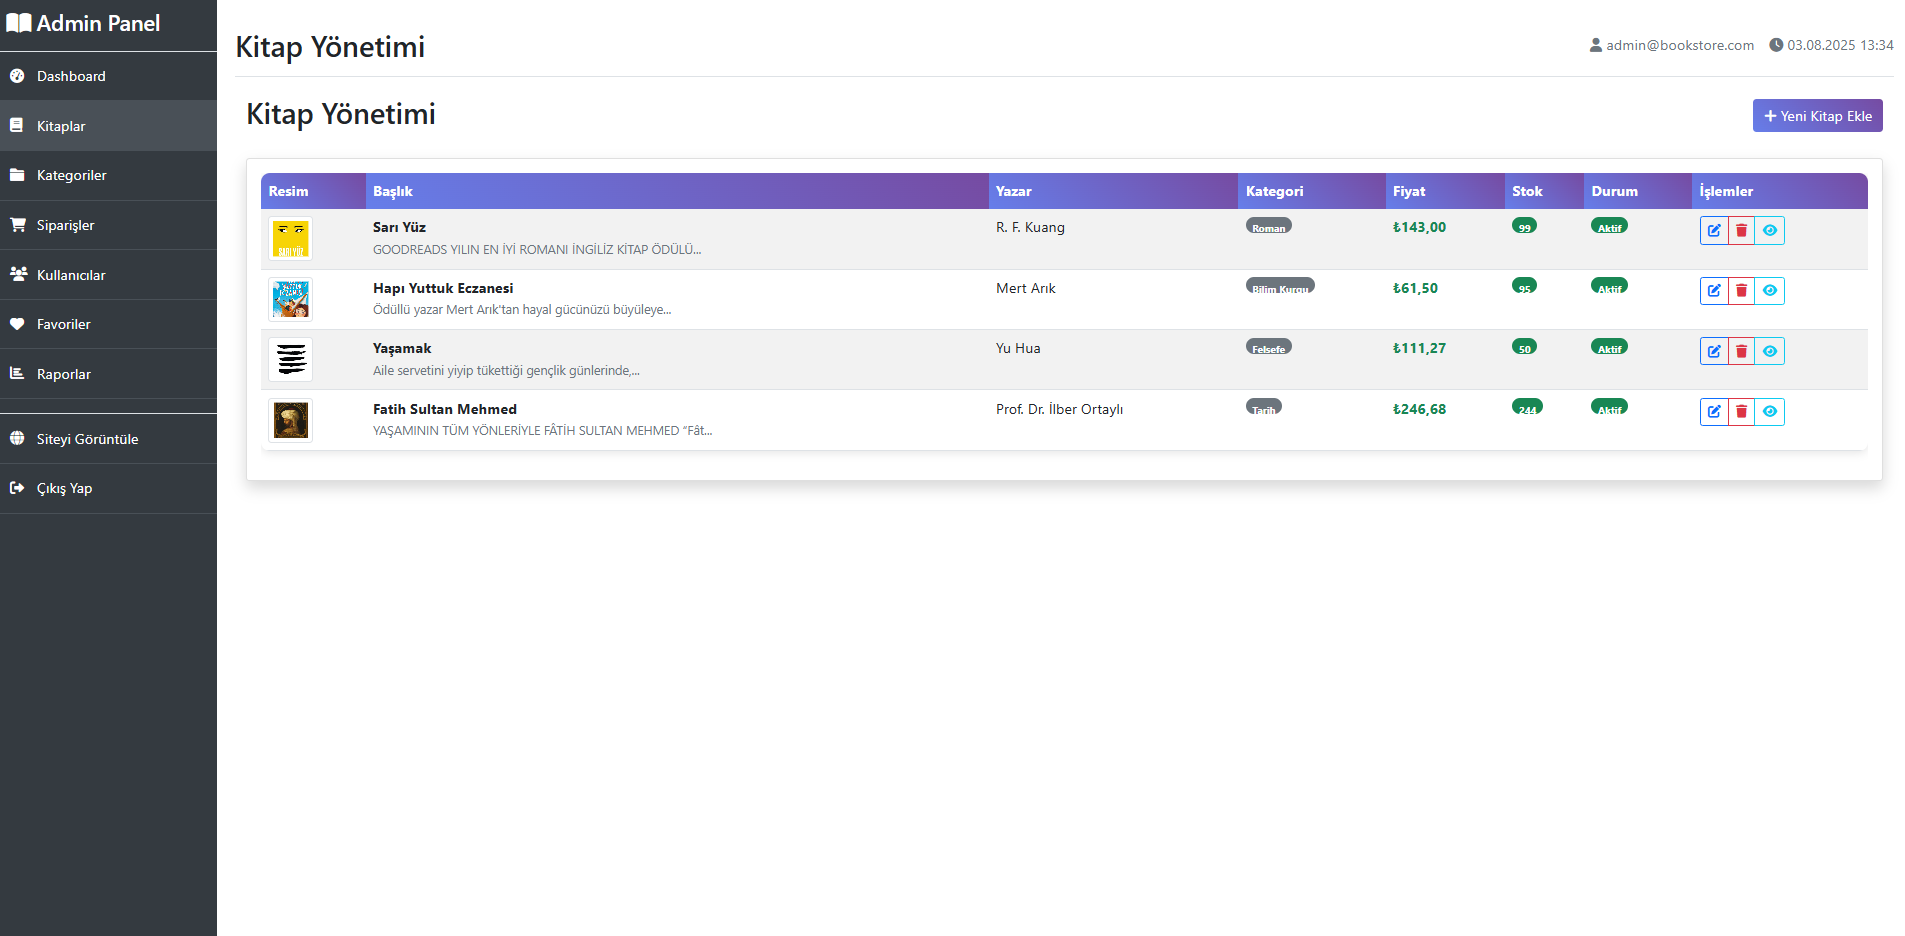 Admin Panel
Dashboard
Kitaplar
Kategoriler
Siparişler
Kullanıcılar
Favoriler
Raporlar
Siteyi Görüntüle
Çıkış Yap
Kitap Yönetimi
admin@bookstore.com 03.08.2025 13:34
Kitap Yönetimi
+ Yeni Kitap Ekle
Resim Başlık Yazar Kategori Fiyat Stok Durum İşlemler
SARI YÜZ
Sarı Yüz R. F. Kuang Roman ₺143,00 99 Aktif
GOODREADS YILIN EN İYİ ROMANI İNGİLİZ KİTAP ÖDÜLÜ...
Hapı Yuttuk Eczanesi Mert Arık Bilim Kurgu ₺61,50 95 Aktif
Ödüllü yazar Mert Arık'tan hayal gücünüzü büyüleye...
Yaşamak Yu Hua Felsefe ₺111,27 50 Aktif
Aile servetini yiyip tükettiği gençlik günlerinde,...
Fatih Sultan Mehmed Prof. Dr. İlber Ortaylı Tarih ₺246,68 244 Aktif
YAŞAMININ TÜM YÖNLERİYLE FÂTİH SULTAN MEHMED “Fât...